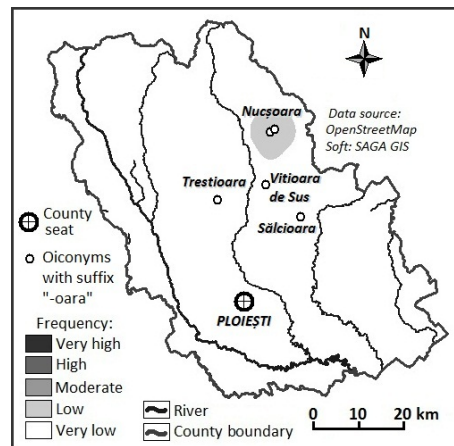 N
Nucșoara
Data source:
OpenStreetMap
Soft: SAGA GIS
Trestioara
Vitioara
de Sus
Sălcioara
County
seat
Oiconyms
with suffix
"-oara"
PLOIEȘTI
Frequency:
Very high
High
Moderate
Low
Very low
River
County boundary
0 10 20 km